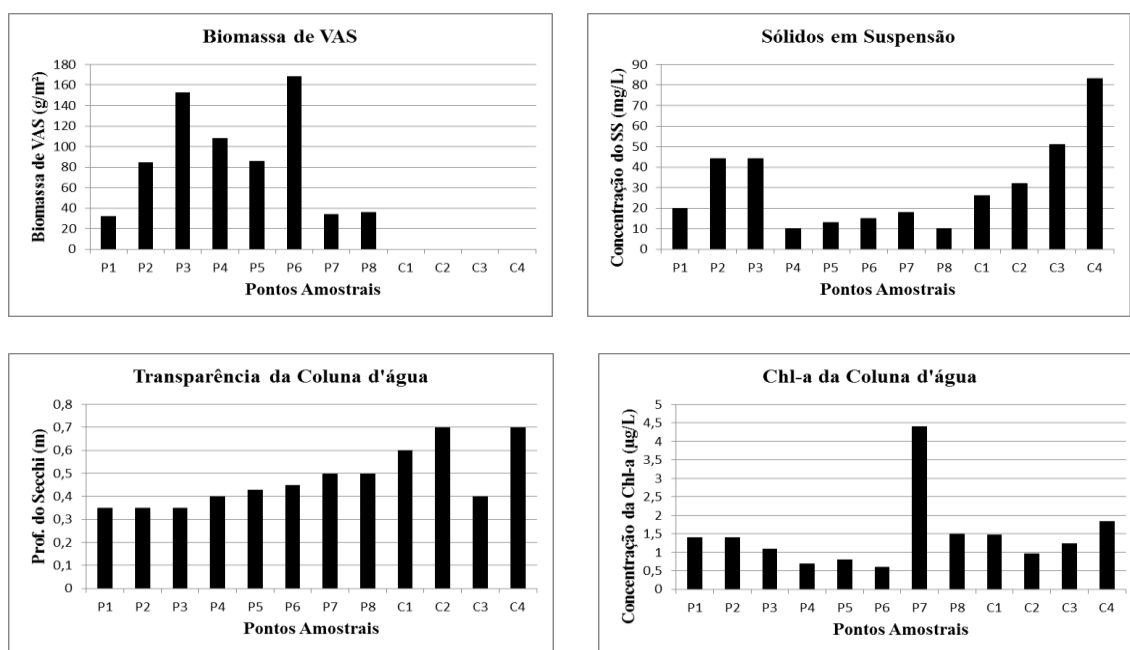 Biomassa de VAS
Biomassa de VAS (g/m²)
180
160
140
120
100
80
60
40
20
0
P1 P2 P3 P4 P5 P6 P7 P8 C1 C2 C3 C4
Pontos Amostrais
Sólidos em Suspensão
Concentração do SS (mg/L)
90
80
70
60
50
40
30
20
10
0
P1 P2 P3 P4 P5 P6 P7 P8 C1 C2 C3 C4
Pontos Amostrais
Transparência da Coluna d'água
Prof. do Secchi (m)
0,8
0,7
0,6
0,5
0,4
0,3
0,2
0,1
0
P1 P2 P3 P4 P5 P6 P7 P8 C1 C2 C3 C4
Pontos Amostrais
Chl-a da Coluna d'água
Concentração da Chl-a (µg/L)
5
4,5
4
3,5
3
2,5
2
1,5
1
0,5
0
P1 P2 P3 P4 P5 P6 P7 P8 C1 C2 C3 C4
Pontos Amostrais